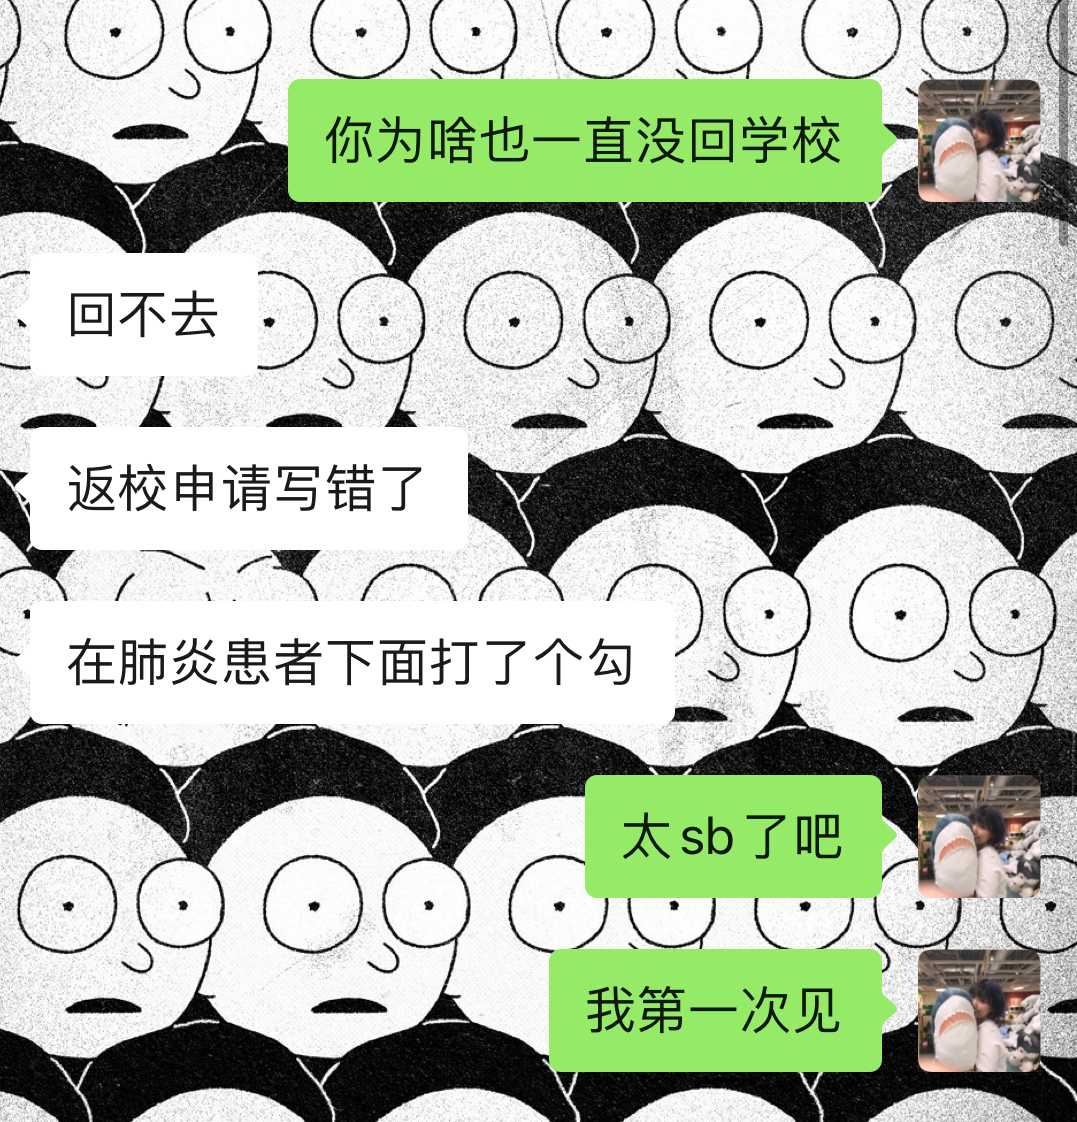 你为啥也一直没回学校
回不去
返校申请写错了
在肺炎患者下面打了个勾
太sb了吧
我第一次见